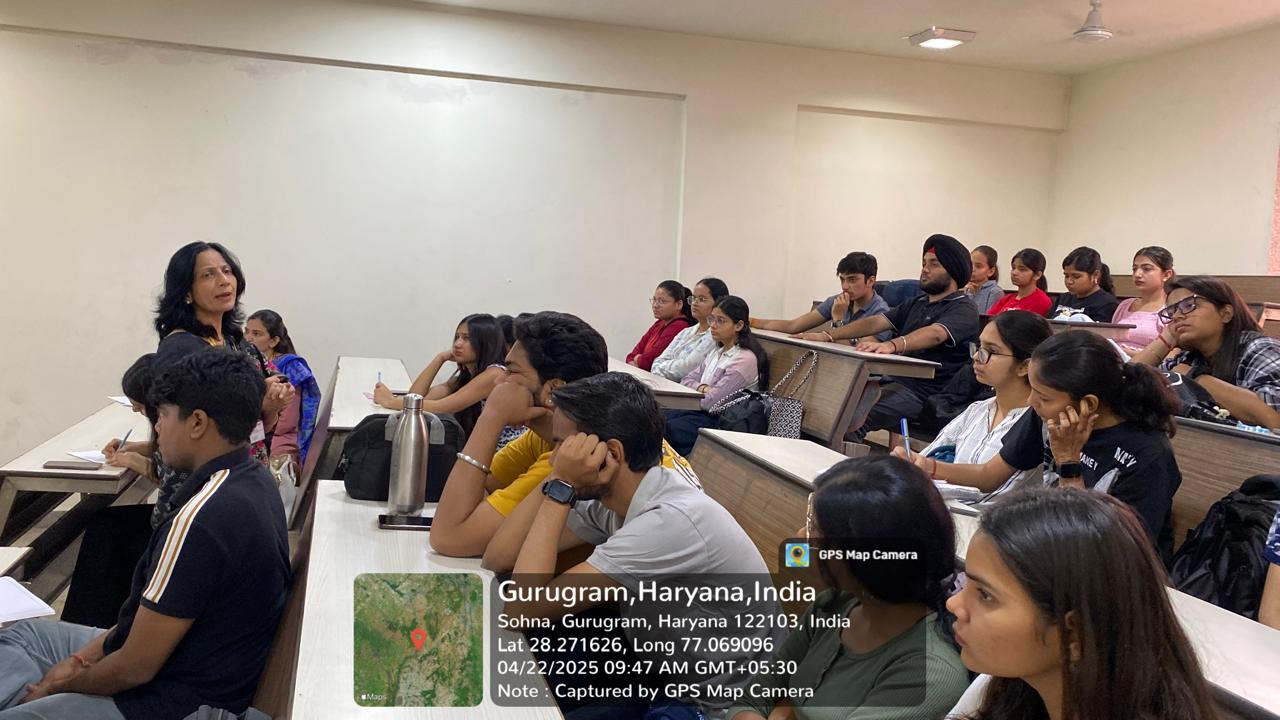 GPS Map Camera
Gurugram,Haryana,India
Sohna, Gurugram, Haryana 122103, India
Lat 28.271626, Long 77.069096
04/22/2025 09:47 AM GMT+05:30
Note : Captured by GPS Map Camera
Maps